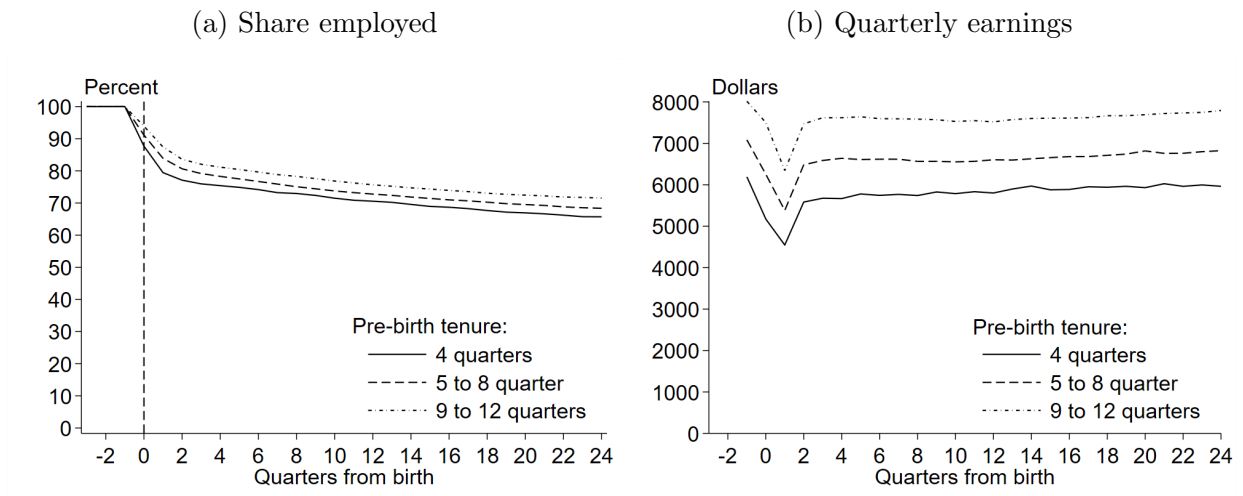 (a) Share employed
Percent
100
90
80
70
60
50
40
30
20
10
0
Pre-birth tenure:
4 quarters
5 to 8 quarter
9 to 12 quarters
-2 0 2 4 6 8 10 12 14 16 18 20 22 24
Quarters from birth
(b) Quarterly earnings
Dollars
8000
7000
6000
5000
4000
3000
2000
1000
0
Pre-birth tenure:
4 quarters
5 to 8 quarter
9 to 12 quarters
-2 0 2 4 6 8 10 12 14 16 18 20 22 24
Quarters from birth